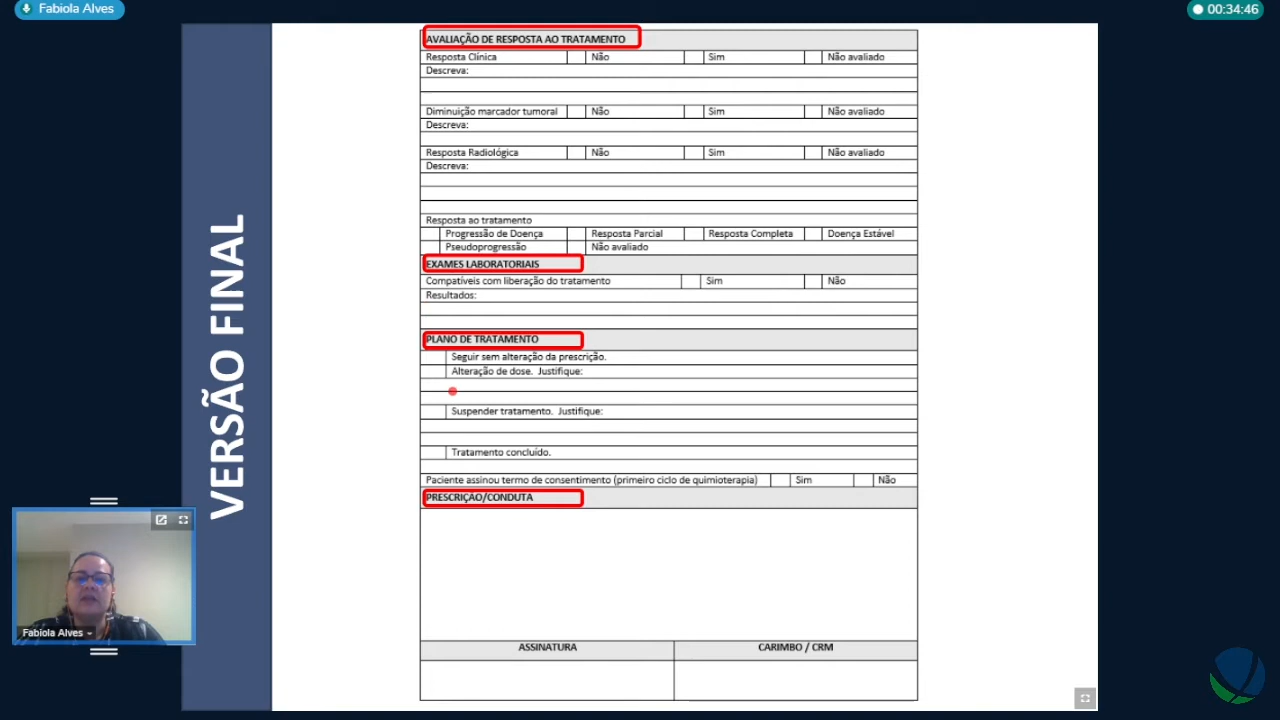 Fabiola Alves
00:34:46
VERSÃO FINAL
AVALIAÇÃO DE RESPOSTA AO TRATAMENTO
Resposta Clínica Não Sim Não avaliado
Descreva:
Diminuição marcador tumoral Não Sim Não avaliado
Descreva:
Resposta Radiológica Não Sim Não avaliado
Descreva:
Resposta ao tratamento
Progressão de Doença Resposta Parcial Resposta Completa Doença Estável
Pseudoprogressão Não avaliado
EXAMES LABORATORIAIS
Compatíveis com liberação do tratamento Sim Não
Resultados:
PLANO DE TRATAMENTO
Seguir sem alteração da prescrição.
Alteração de dose. Justifique:
Suspender tratamento. Justifique:
Tratamento concluído.
Paciente assinou termo de consentimento (primeiro ciclo de quimioterapia) Sim Não
PRESCRIÇÃO/CONDUTA
ASSINATURA CARIMBO / CRM
Fabiola Alves